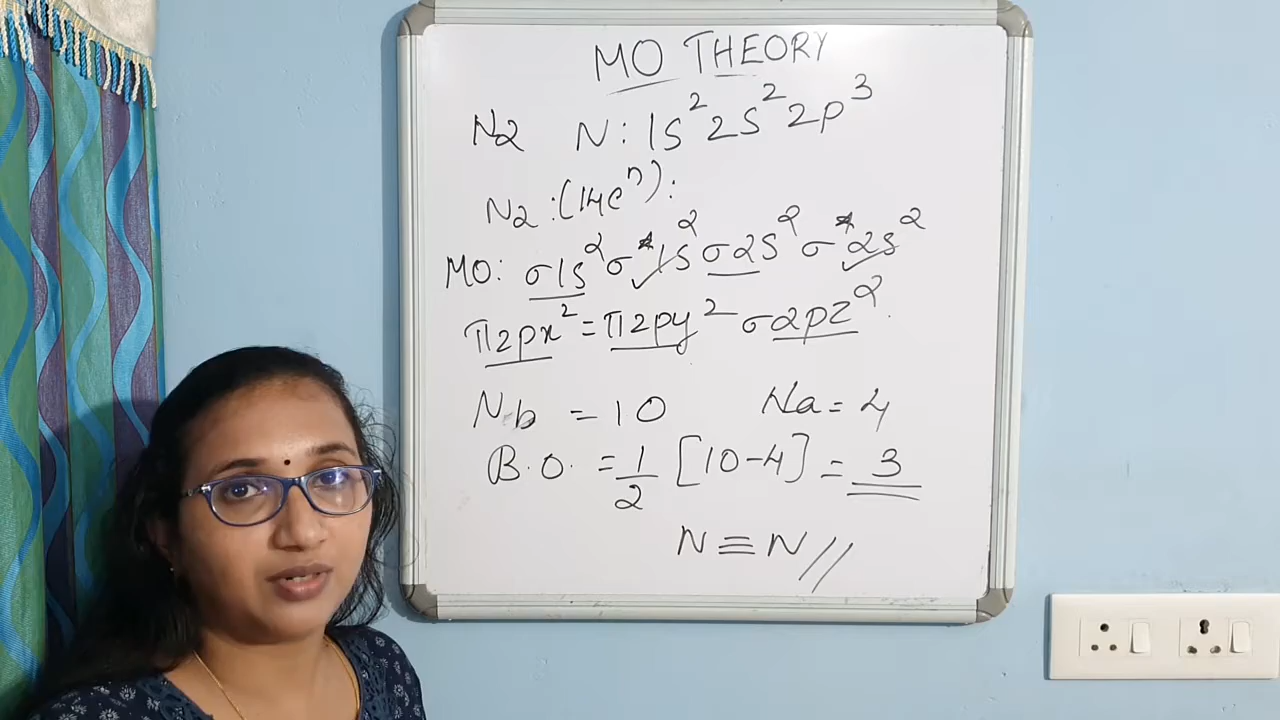 MO THEORY
N2 N: 1s² 2s² 2p³
N2 : (14eⁿ) :
MO: σ1s² σ*1s² σ2s² σ*2s²
π2px² = π2py² σ2pz² .
Nb = 10 Na = 4
B.O. = 1/2 [10-4] = 3
N ≡ N //